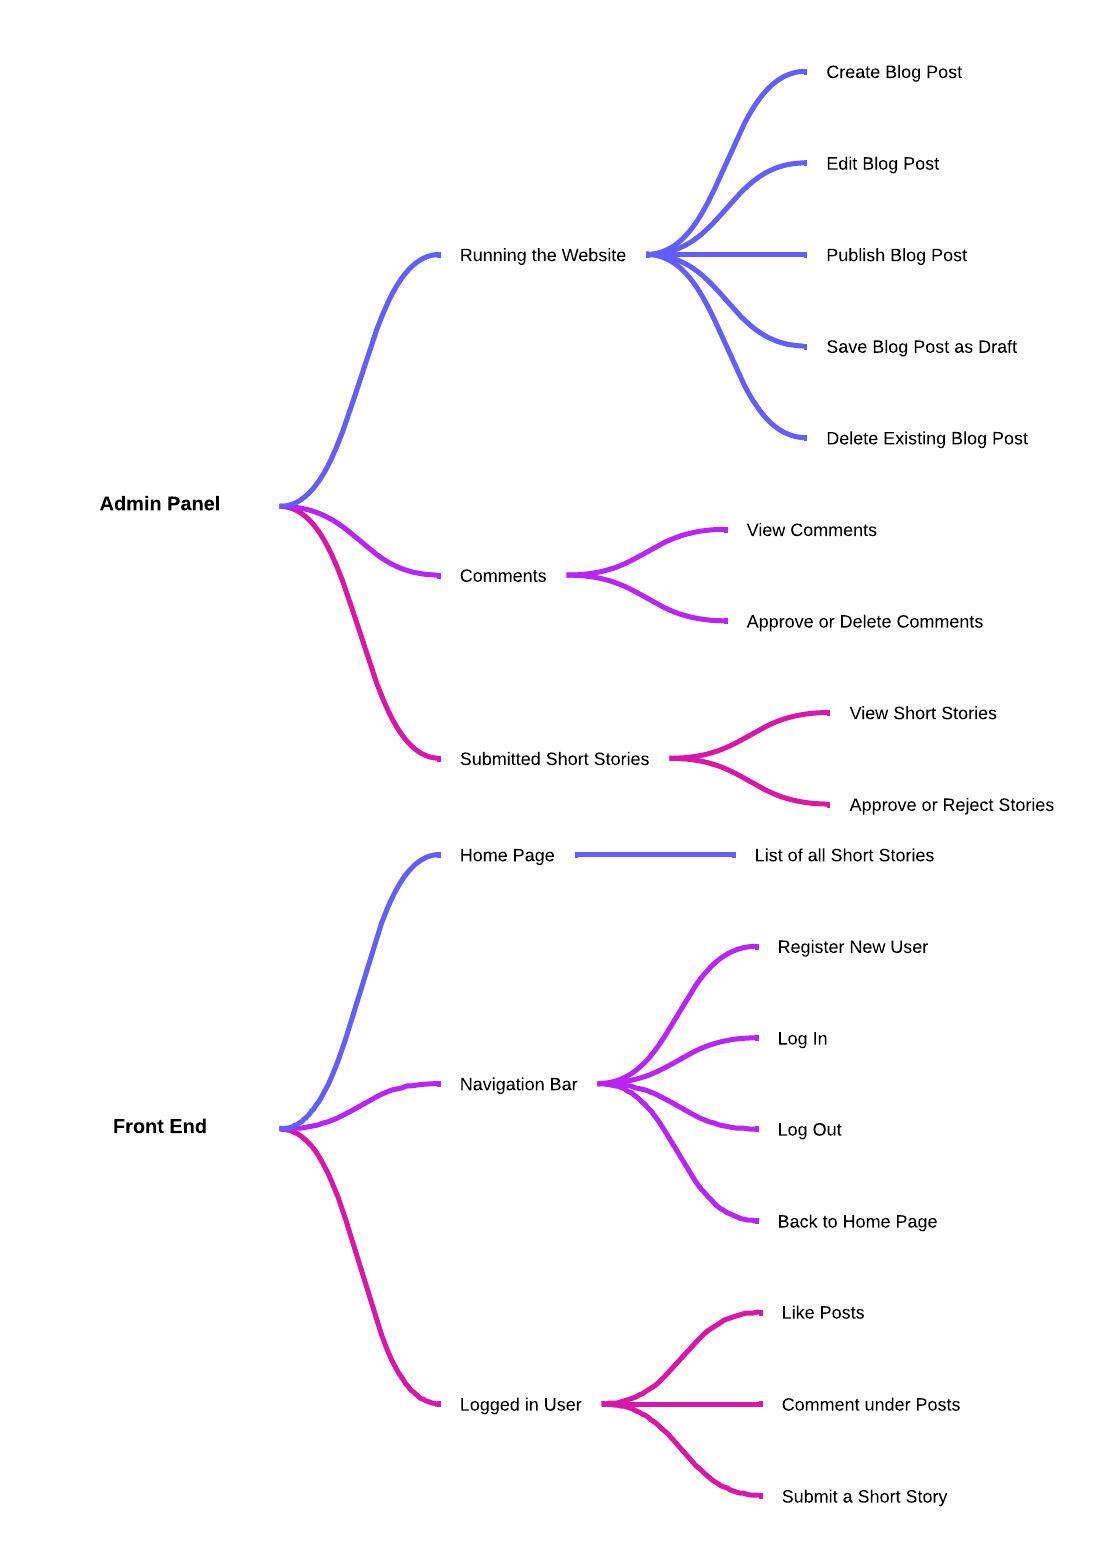 Admin Panel
Running the Website
Create Blog Post
Edit Blog Post
Publish Blog Post
Save Blog Post as Draft
Delete Existing Blog Post
Comments
View Comments
Approve or Delete Comments
Submitted Short Stories
View Short Stories
Approve or Reject Stories
Front End
Home Page
List of all Short Stories
Navigation Bar
Register New User
Log In
Log Out
Back to Home Page
Logged in User
Like Posts
Comment under Posts
Submit a Short Story